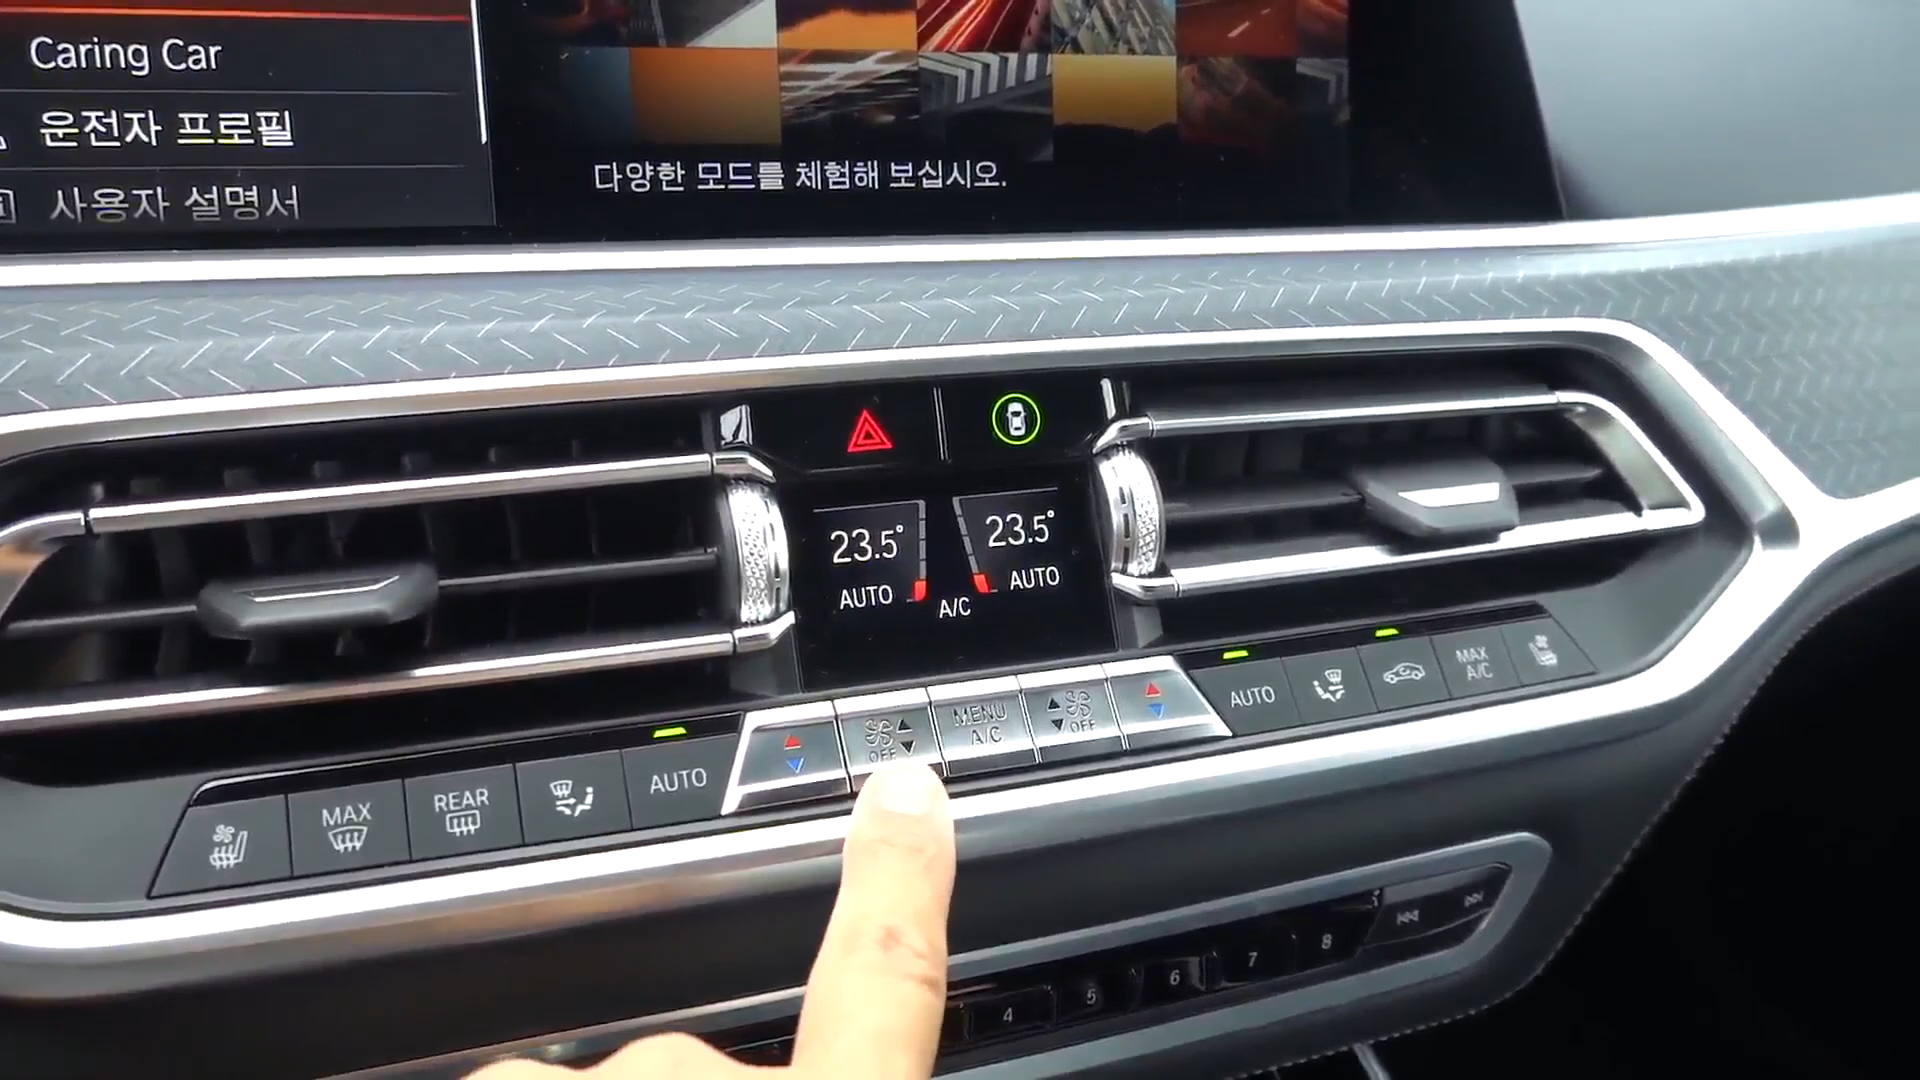 Caring Car
운전자 프로필
사용자 설명서
다양한 모드를 체험해 보십시오.
23.5°
AUTO
A/C
23.5°
AUTO
MAX
REAR
AUTO
OFF
MENU
A/C
OFF
AUTO
MAX
A/C
4
5
6
7
8